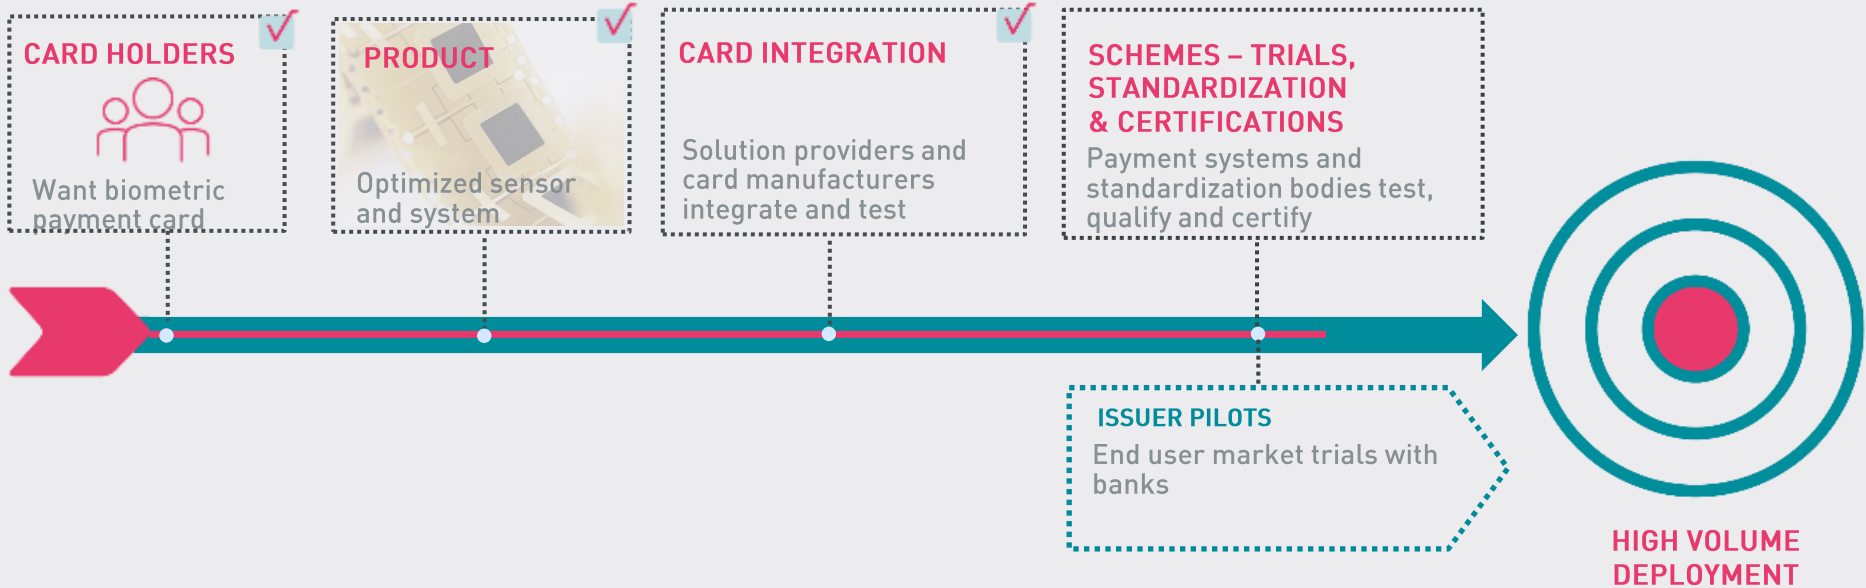 CARD HOLDERS
Want biometric
payment card
PRODUCT
Optimized sensor
and system
CARD INTEGRATION
Solution providers and
card manufacturers
integrate and test
SCHEMES – TRIALS,
STANDARDIZATION
& CERTIFICATIONS
Payment systems and
standardization bodies test,
qualify and certify
ISSUER PILOTS
End user market trials with
banks
HIGH VOLUME
DEPLOYMENT